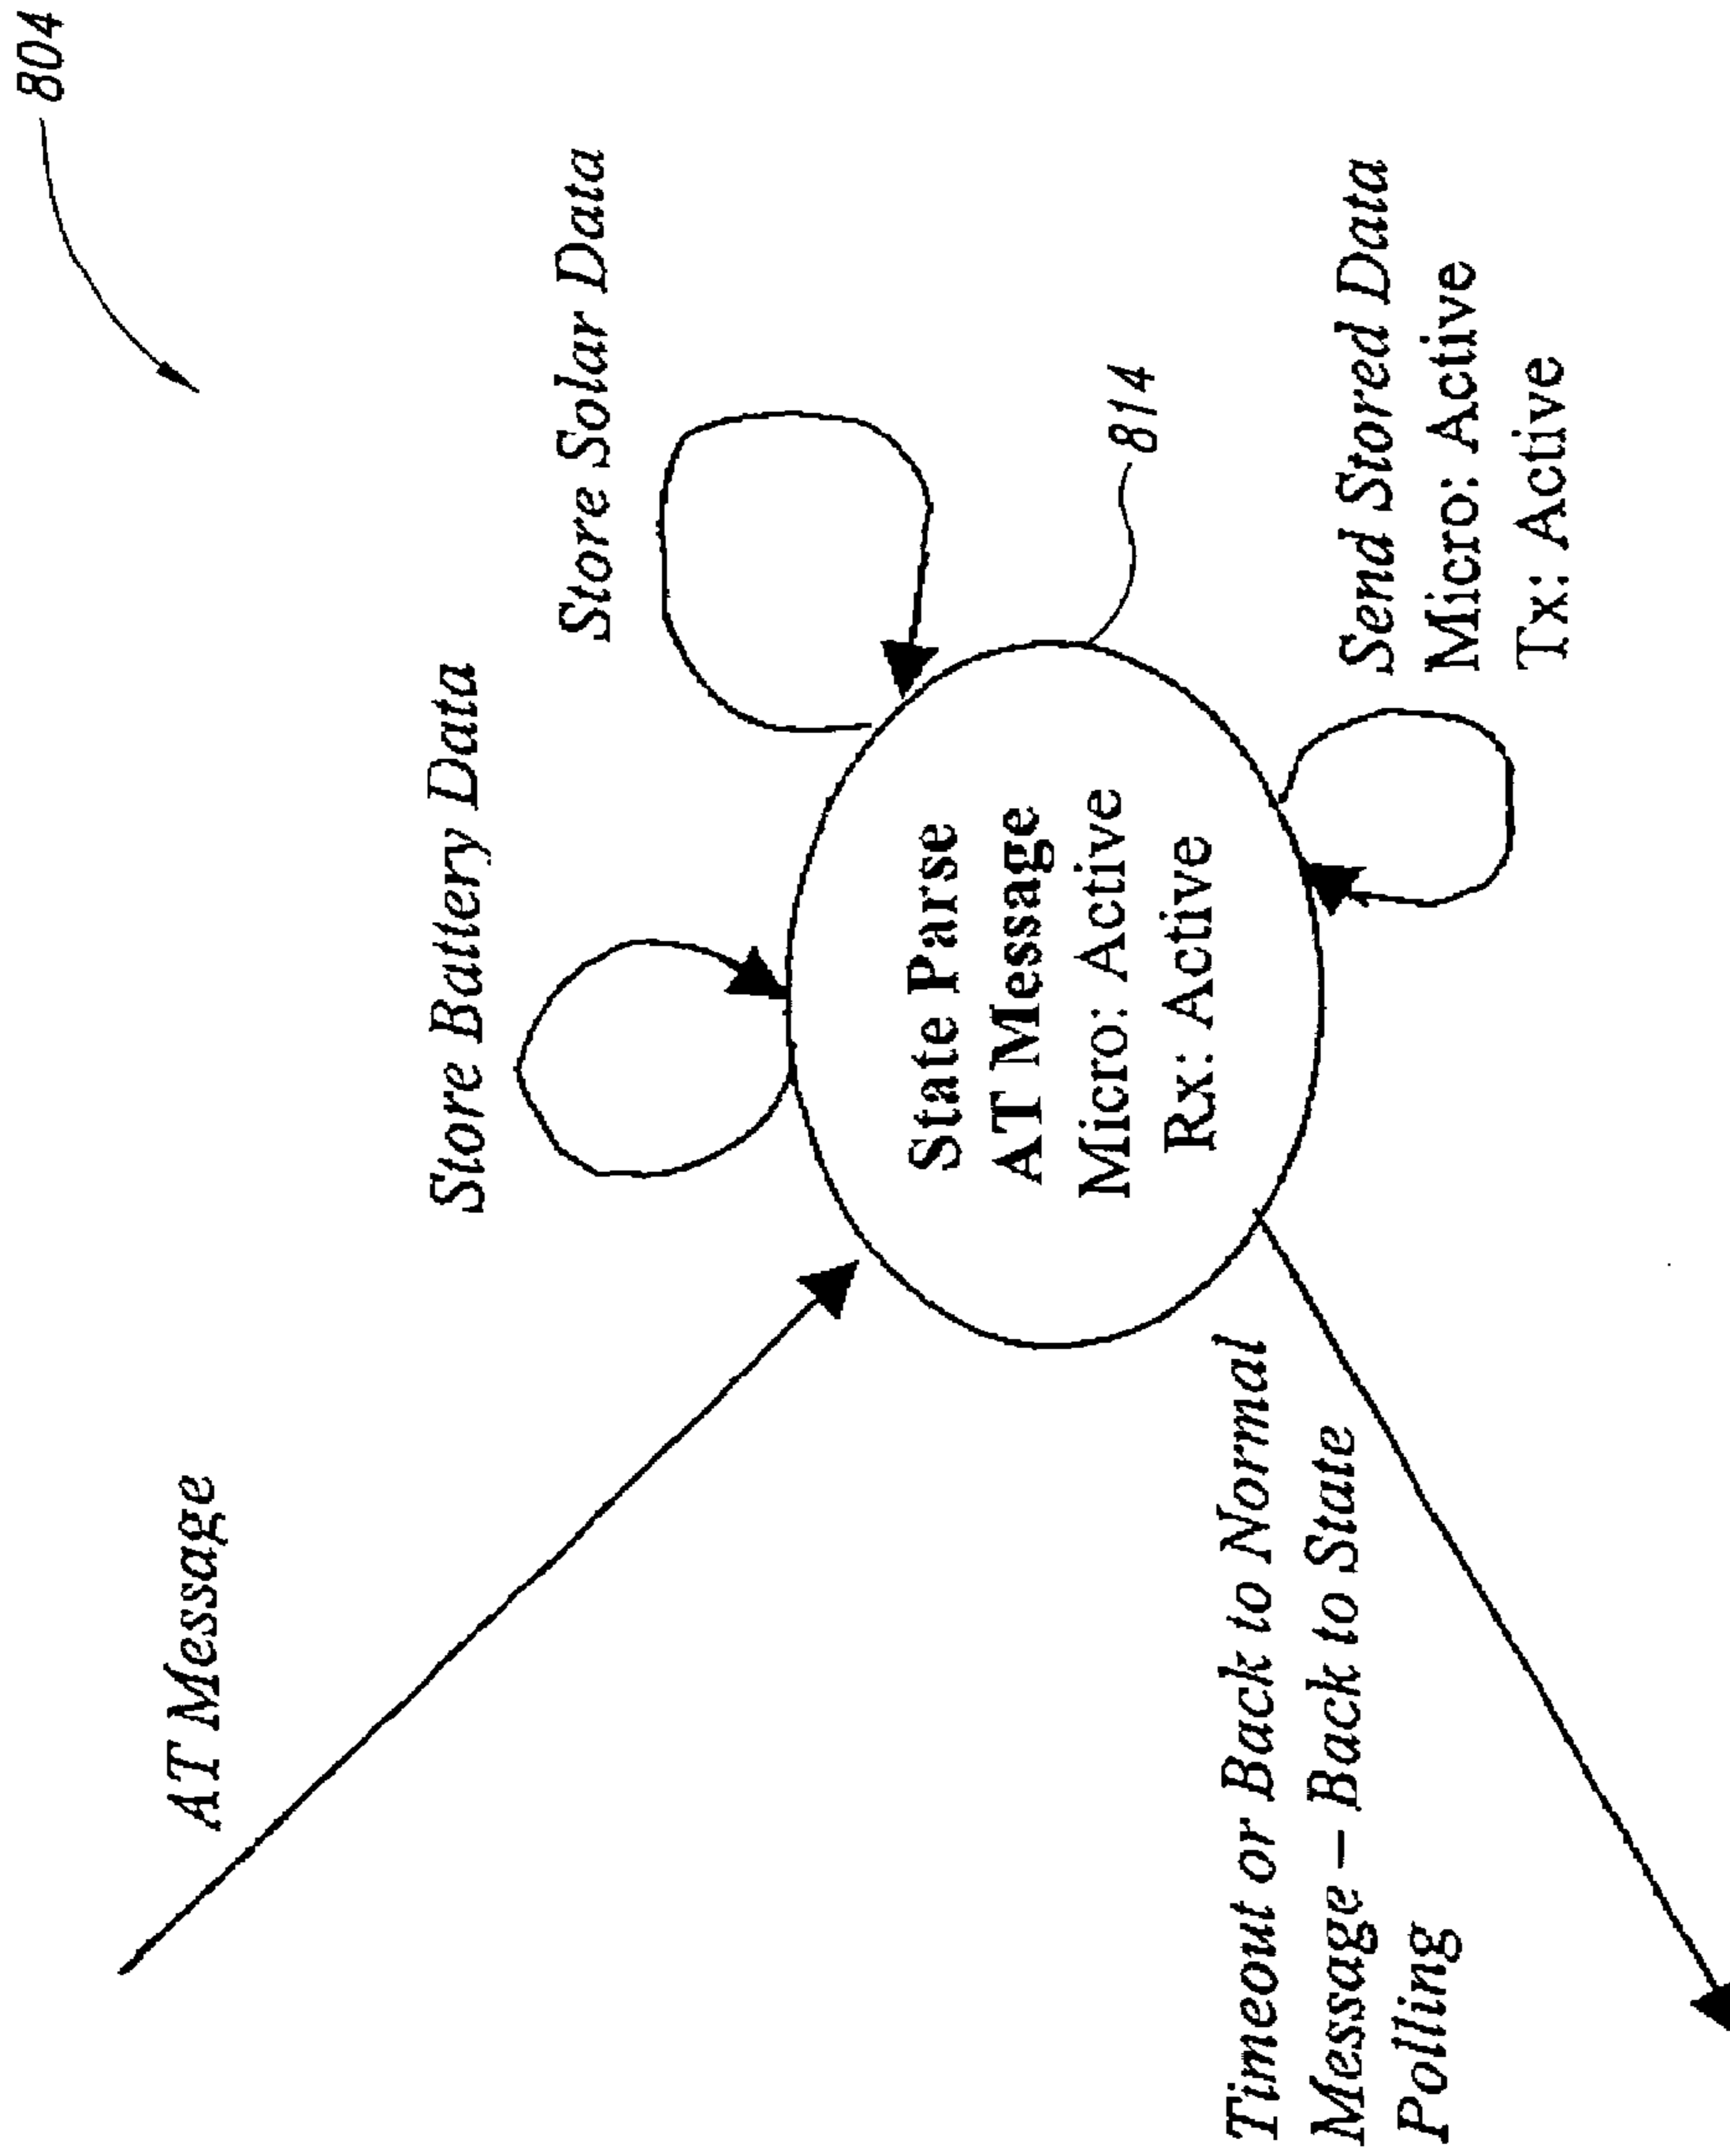 804
AT Message
Store Battery Data
Store Solar Data
State Parse
AT Message
Micro: Active
Rx: Active
814
Timeout or Back to Normal
Message – Back to State
Polling
Send Stored Data
Micro: Active
Tx: Active